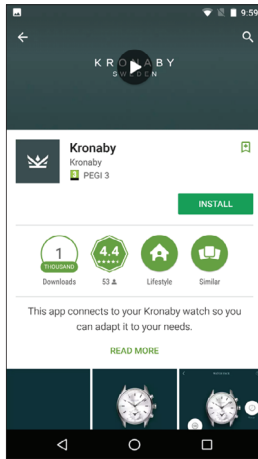 9:59
KRONABY
SWEDEN
Kronaby
Kronaby
3 PEGI 3
INSTALL
1
THOUSAND
Downloads
4.4
53
Lifestyle
Similar
This app connects to your Kronaby watch so you
can adapt it to your needs.
READ MORE